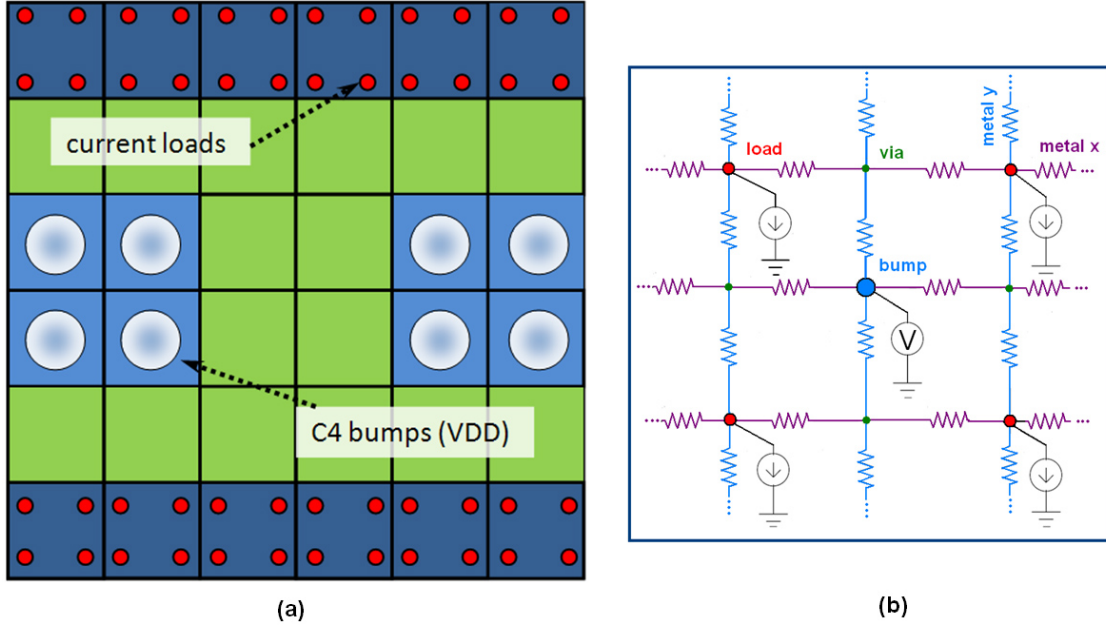 current loads
C4 bumps (VDD)
(a)
metal y
load
via
metal x
bump
V
(b)